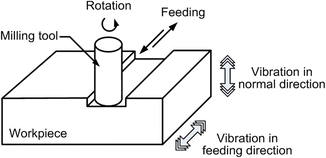 Rotation
Feeding
Milling tool
Vibration in
normal direction
Workpiece
Vibration in
feeding direction